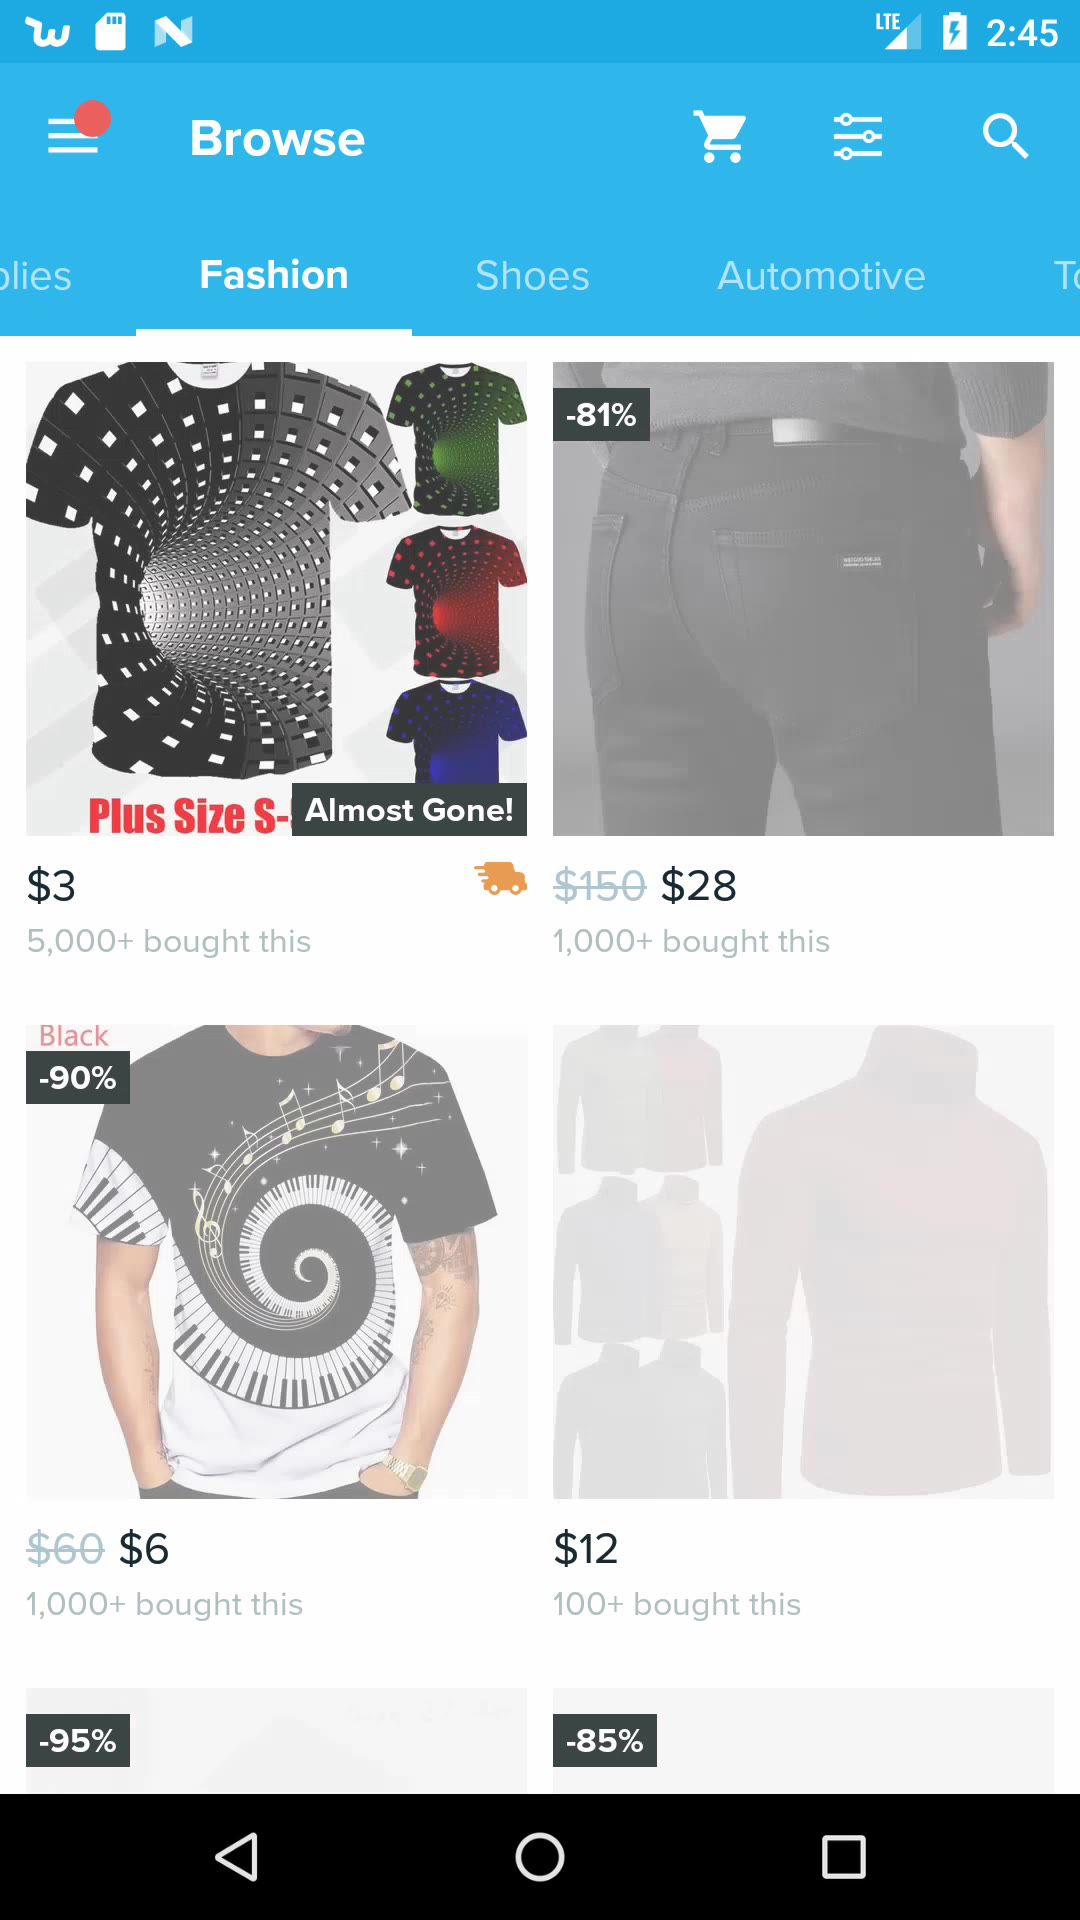 LTE 2:45
Browse
plies Fashion Shoes Automotive To
-81%
Plus Size S- Almost Gone!
$3
5,000+ bought this
$150 $28
1,000+ bought this
Black
-90%
$60 $6
1,000+ bought this
$12
100+ bought this
-95%
-85%